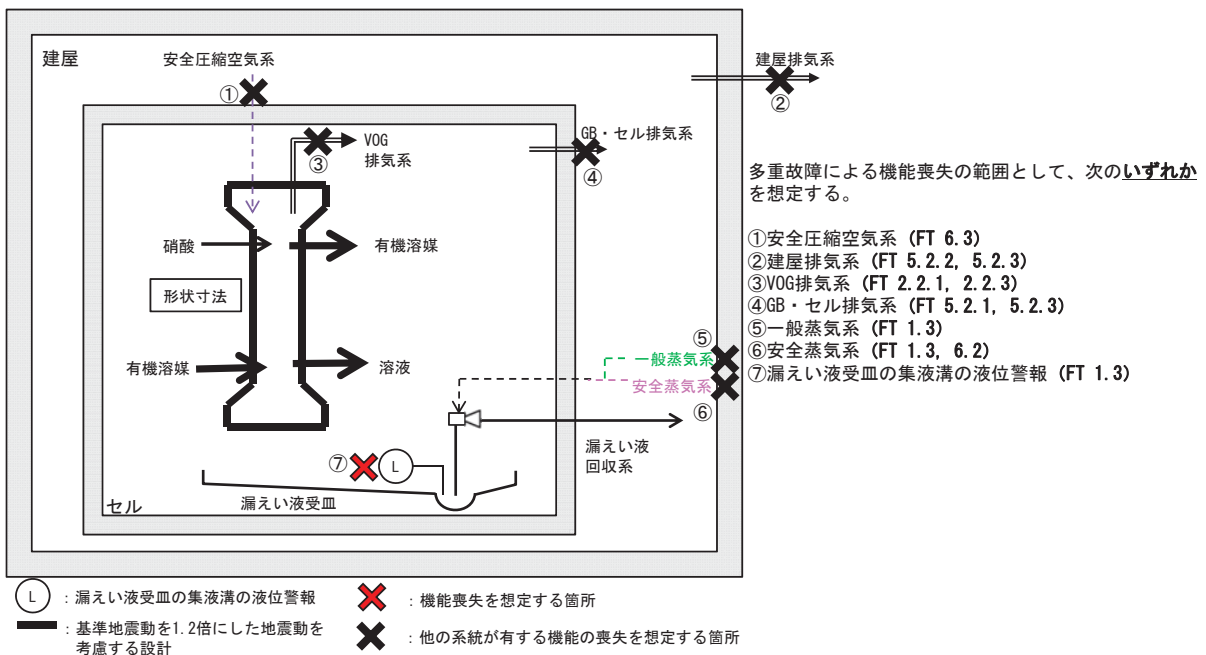 建屋
安全圧縮空気系
①
建屋排気系
②
VOG
排気系
③
GB・セル排気系
④
硝酸
有機溶媒
形状寸法
有機溶媒
溶液
⑤
一般蒸気系
安全蒸気系
⑥
漏えい液
回収系
⑦
L
漏えい液受皿
セル
多重故障による機能喪失の範囲として、次のいずれか
を想定する。
①安全圧縮空気系 (FT 6.3)
②建屋排気系 (FT 5.2.2, 5.2.3)
③VOG排気系 (FT 2.2.1, 2.2.3)
④GB・セル排気系 (FT 5.2.1, 5.2.3)
⑤一般蒸気系 (FT 1.3)
⑥安全蒸気系 (FT 1.3, 6.2)
⑦漏えい液受皿の集液溝の液位警報 (FT 1.3)
L :漏えい液受皿の集液溝の液位警報
:機能喪失を想定する箇所
:基準地震動を1.2倍にした地震動を
考慮する設計
:他の系統が有する機能の喪失を想定する箇所